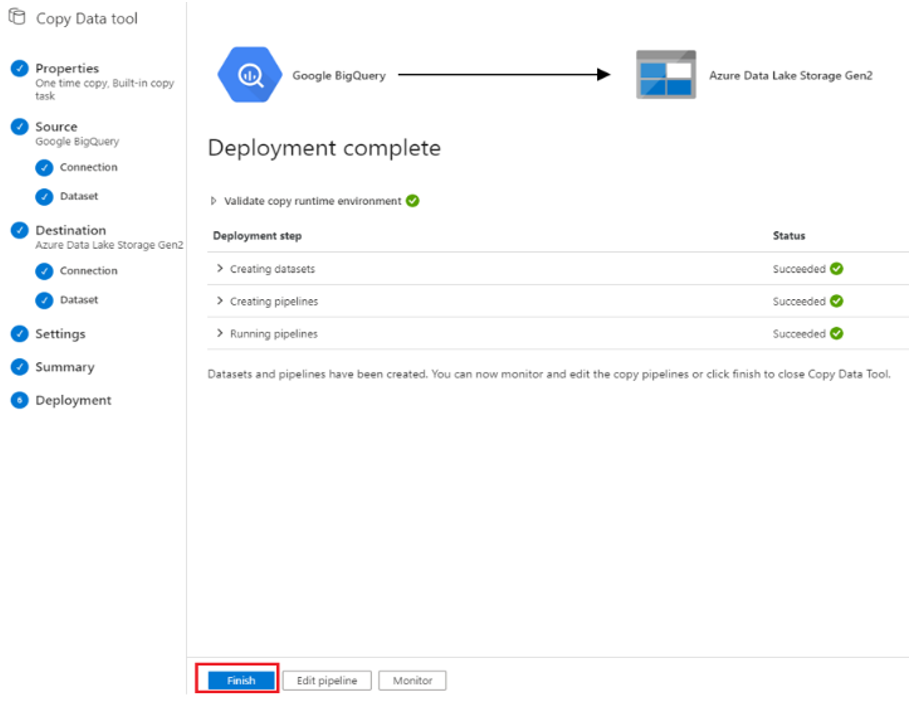 Copy Data tool
Properties
One time copy, Built-in copy
task
Source
Google BigQuery
Connection
Dataset
Destination
Azure Data Lake Storage Gen2
Connection
Dataset
Settings
Summary
6 Deployment
Google BigQuery
Azure Data Lake Storage Gen2
Deployment complete
Validate copy runtime environment
Deployment step Status
Creating datasets Succeeded
Creating pipelines Succeeded
Running pipelines Succeeded
Datasets and pipelines have been created. You can now monitor and edit the copy pipelines or click finish to close Copy Data Tool.
Finish Edit pipeline Monitor